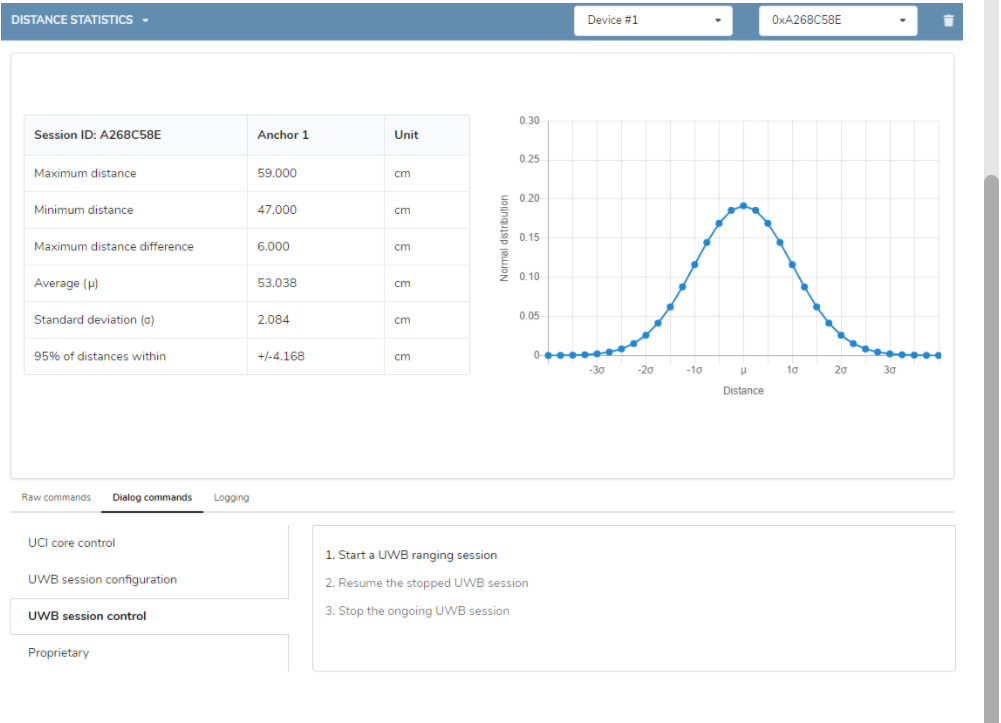 DISTANCE STATISTICS
Device #1
0xA268C58E
Session ID: A268C58E Anchor 1 Unit
Maximum distance 59.000 cm
Minimum distance 47.000 cm
Maximum distance difference 6.000 cm
Average (μ) 53.038 cm
Standard deviation (σ) 2.084 cm
95% of distances within +/-4.168 cm
Normal distribution
0.30
0.25
0.20
0.15
0.10
0.05
0
-3σ -2σ -1σ μ 1σ 2σ 3σ
Distance
Raw commands Dialog commands Logging
UCI core control
UWB session configuration
UWB session control
Proprietary
1. Start a UWB ranging session
2. Resume the stopped UWB session
3. Stop the ongoing UWB session